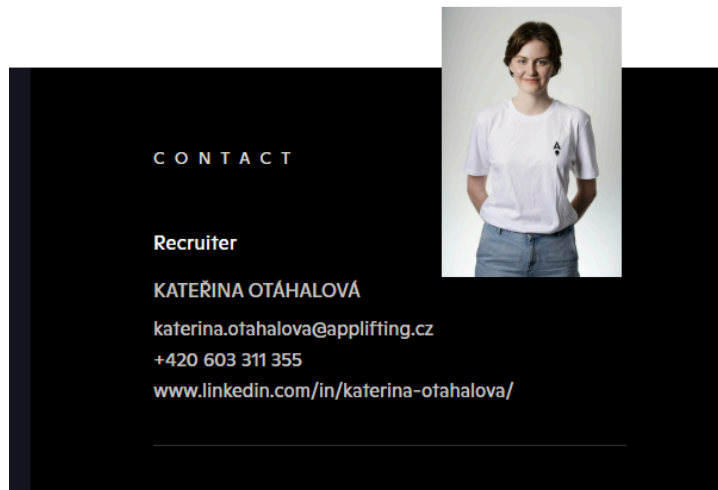 CONTACT
Recruiter
KATEŘINA OTÁHALOVÁ
katerina.otahalova@applifting.cz
+420 603 311 355
www.linkedin.com/in/katerina-otahalova/
A